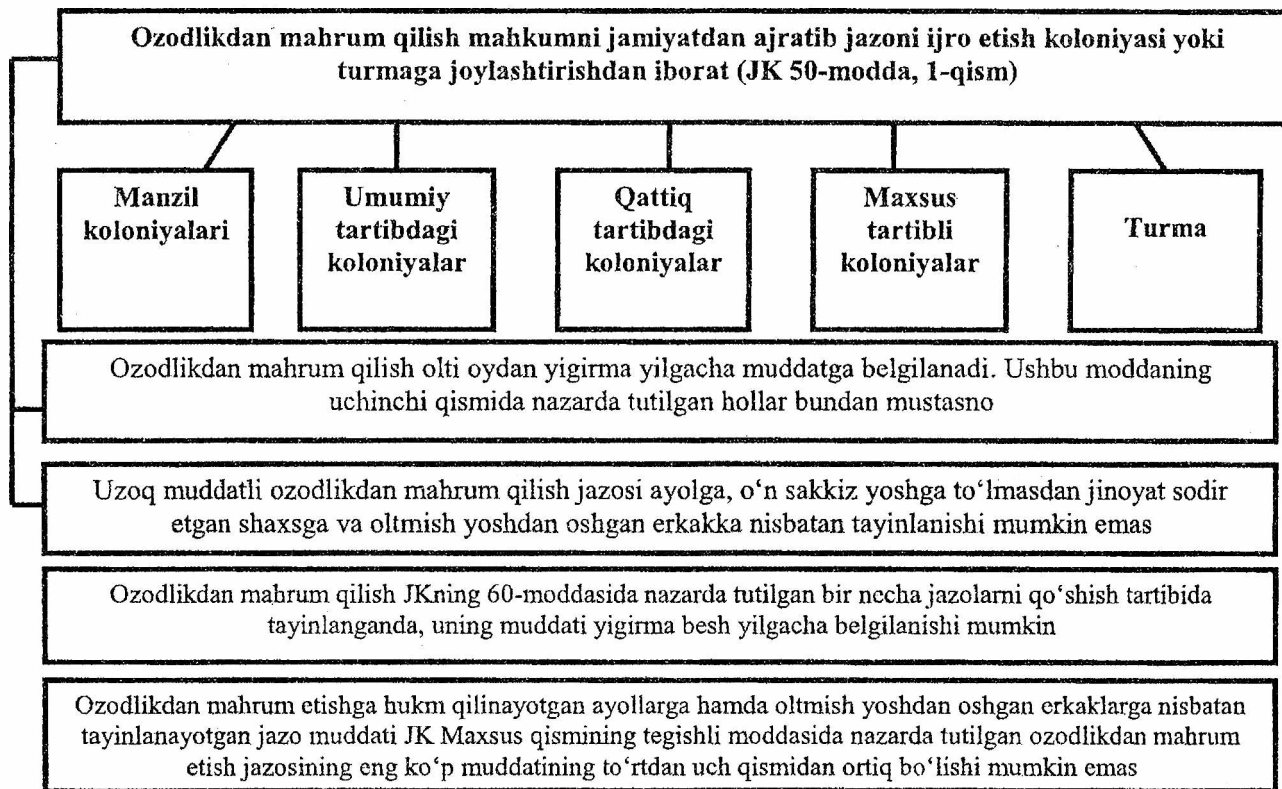 Ozodlikdan mahrum qilish mahkumni jamiyatdan ajratib jazoni ijro etish koloniyasi yoki
turmaga joylashtirishdan iborat (JK 50-modda, 1-qism)
Manzil
koloniyalari
Umumiy
tartibdagi
koloniyalar
Qattiq
tartibdagi
koloniyalar
Maxsus
tartibli
koloniyalar
Turma
Ozodlikdan mahrum qilish olti oydan yigirma yilgacha muddatga belgilanadi. Ushbu moddaning
uchinchi qismida nazarda tutilgan hollar bundan mustasno
Uzoq muddatli ozodlikdan mahrum qilish jazosi ayolga, o‘n sakkiz yoshga to‘lmasdan jinoyat sodir
etgan shaxsga va oltmish yoshdan oshgan erkakka nisbatan tayinlanishi mumkin emas
Ozodlikdan mahrum qilish JKning 60-moddasida nazarda tutilgan bir necha jazolarni qo‘shish tartibida
tayinlanganda, uning muddati yigirma besh yilgacha belgilanishi mumkin
Ozodlikdan mahrum etishga hukm qilinayotgan ayollarga hamda oltmish yoshdan oshgan erkaklarga nisbatan
tayinlanayotgan jazo muddati JK Maxsus qismining tegishli moddasida nazarda tutilgan ozodlikdan mahrum
etish jazosining eng ko‘p muddatining to‘rtdan uch qismidan ortiq bo‘lishi mumkin emas